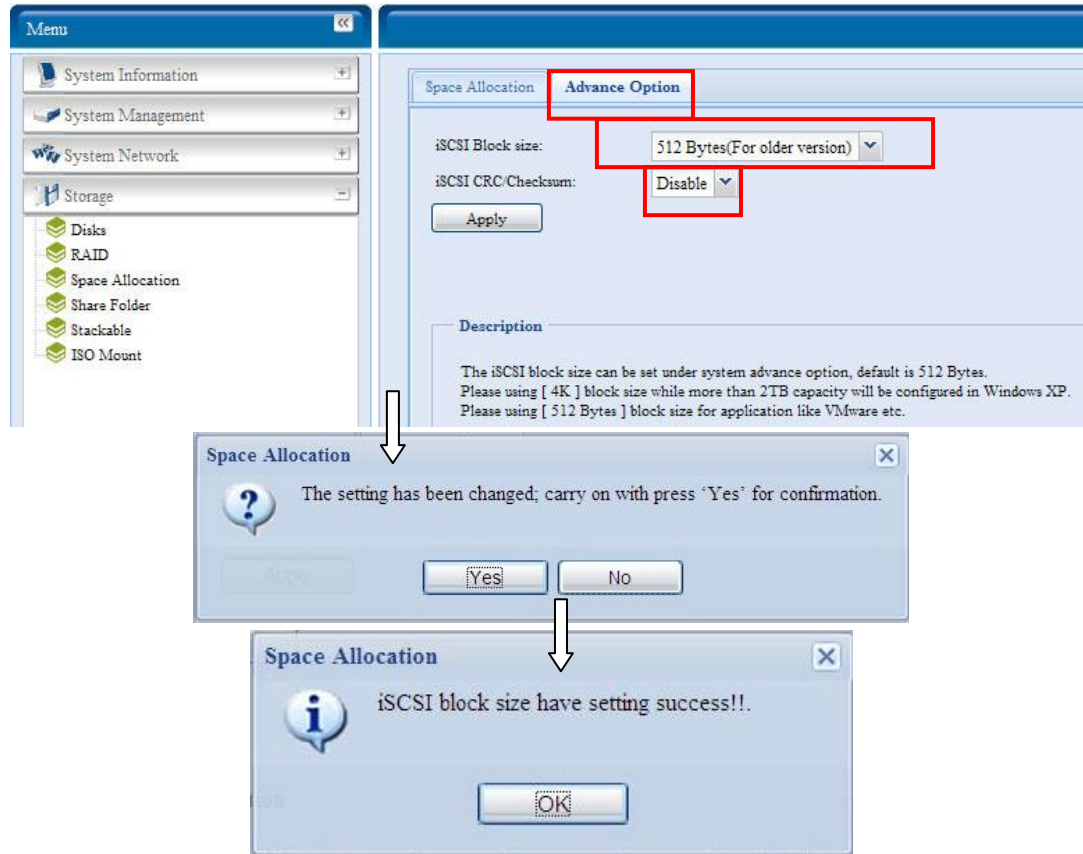 Menu
System Information
System Management
System Network
Storage
Disks
RAID
Space Allocation
Share Folder
Stackable
ISO Mount
Space Allocation Advance Option
iSCSI Block size: 512 Bytes(For older version)
iSCSI CRC/Checksum: Disable
Apply
Description
The iSCSI block size can be set under system advance option, default is 512 Bytes.
Please using [ 4K ] block size while more than 2TB capacity will be configured in Windows XP.
Please using [ 512 Bytes ] block size for application like VMware etc.
Space Allocation
The setting has been changed; carry on with press ‘Yes’ for confirmation.
Apply
Yes No
Space Allocation
iSCSI block size have setting success!!.
OK